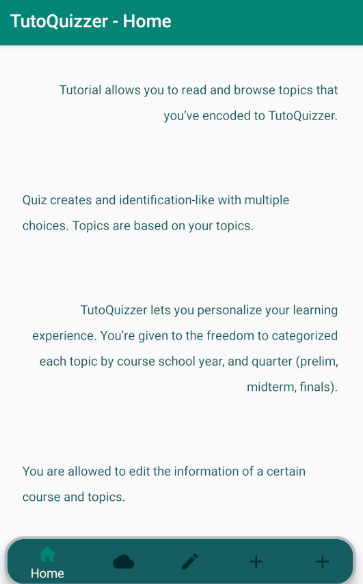 TutoQuizzer - Home
Tutorial allows you to read and browse topics that
you've encoded to TutoQuizzer.
Quiz creates and identification-like with multiple
choices. Topics are based on your topics.
TutoQuizzer lets you personalize your learning
experience. You're given to the freedom to categorized
each topic by course school year, and quarter (prelim,
midterm, finals).
You are allowed to edit the information of a certain
course and topics.
Home